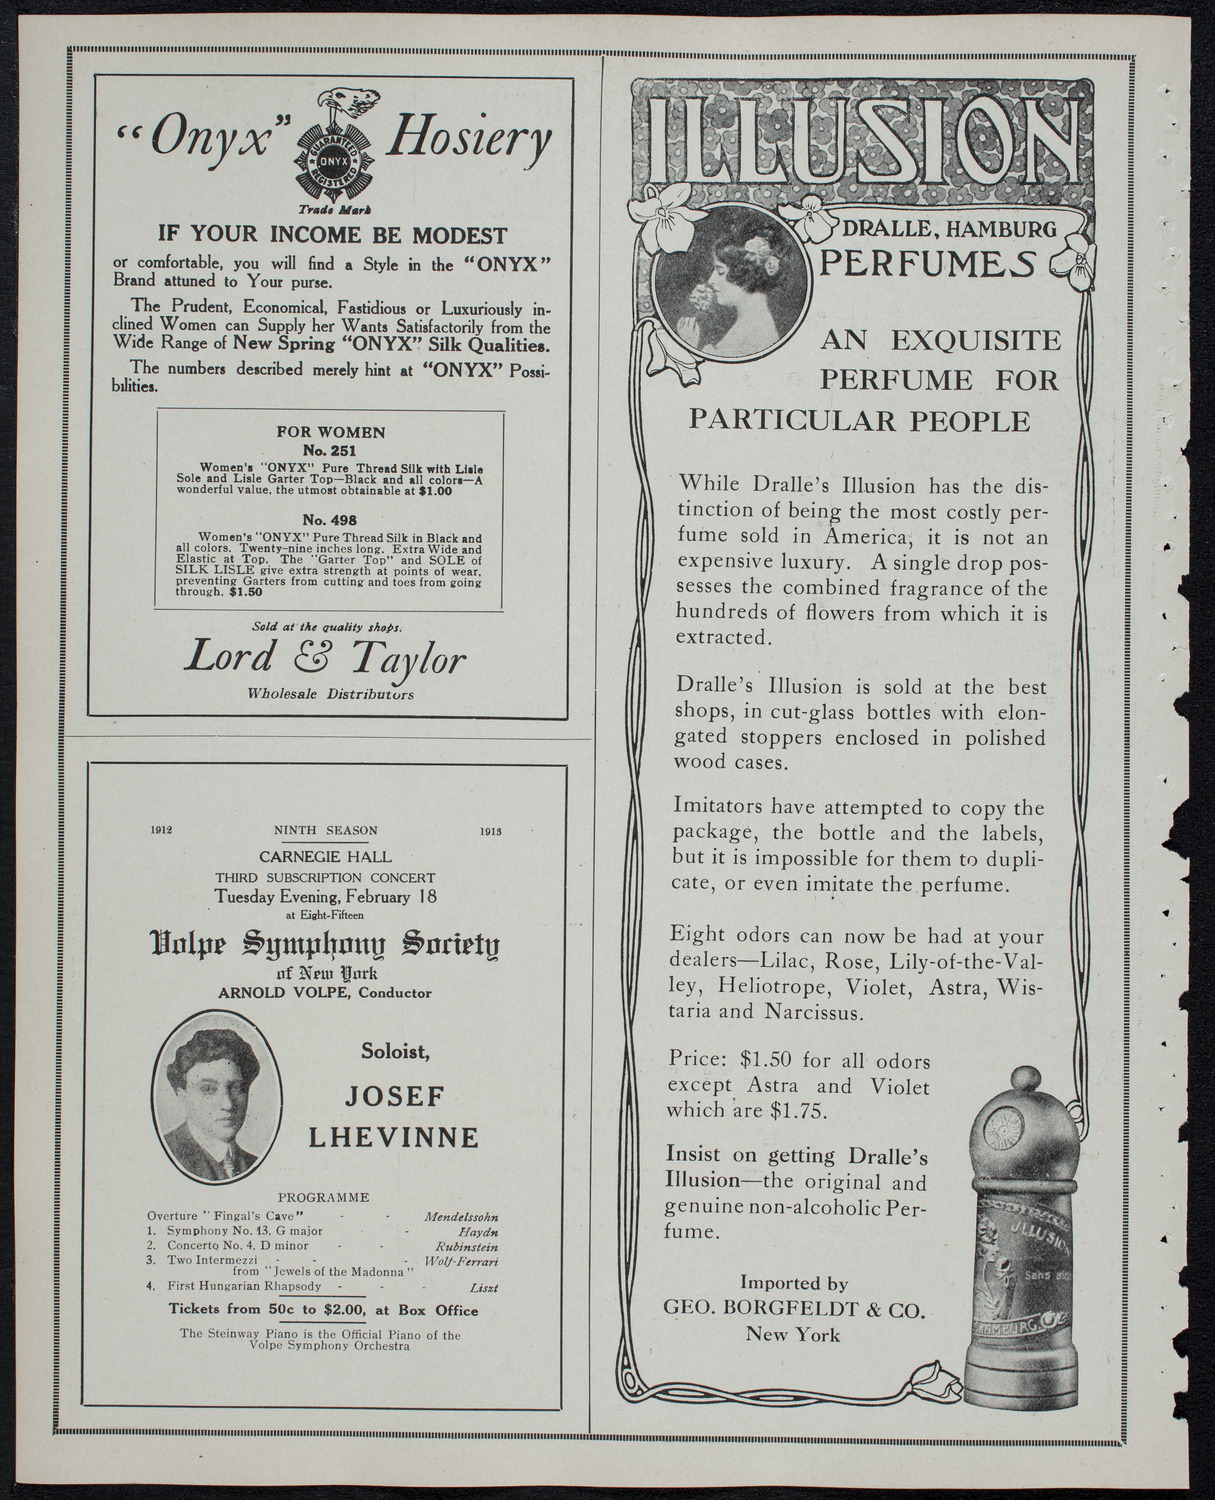 "Onyx" Hosiery
GUARANTEED
ONYX
REGISTERED
Trade Mark
IF YOUR INCOME BE MODEST
or comfortable, you will find a Style in the "ONYX"
Brand attuned to Your purse.
The Prudent, Economical, Fastidious or Luxuriously in-
clined Women can Supply her Wants Satisfactorily from the
Wide Range of New Spring "ONYX" Silk Qualities.
The numbers described merely hint at "ONYX" Possi-
bilities.
FOR WOMEN
No. 251
Women's "ONYX" Pure Thread Silk with Lisle
Sole and Lisle Garter Top—Black and all colors—A
wonderful value, the utmost obtainable at $1.00
No. 498
Women's "ONYX" Pure Thread Silk in Black and
all colors. Twenty-nine inches long. Extra Wide and
Elastic at Top. The "Garter Top" and SOLE of
SILK LISLE give extra strength at points of wear,
preventing Garters from cutting and toes from going
through. $1.50
Sold at the quality shops.
Lord & Taylor
Wholesale Distributors
1912 NINTH SEASON 1913
CARNEGIE HALL
THIRD SUBSCRIPTION CONCERT
Tuesday Evening, February 18
at Eight-Fifteen
Volpe Symphony Society
of New York
ARNOLD VOLPE, Conductor
Soloist,
JOSEF
LHEVINNE
PROGRAMME
Overture "Fingal's Cave" - - Mendelssohn
1. Symphony No. 13, G major - Haydn
2. Concerto No. 4, D minor - - Rubinstein
3. Two Intermezzi - - - Wolf-Ferrari
from "Jewels of the Madonna"
4. First Hungarian Rhapsody - - Liszt
Tickets from 50c to $2.00, at Box Office
The Steinway Piano is the Official Piano of the
Volpe Symphony Orchestra
ILLUSION
DRALLE, HAMBURG
PERFUMES
AN EXQUISITE
PERFUME FOR
PARTICULAR PEOPLE
While Dralle's Illusion has the dis-
tinction of being the most costly per-
fume sold in America, it is not an
expensive luxury. A single drop pos-
sesses the combined fragrance of the
hundreds of flowers from which it is
extracted.
Dralle's Illusion is sold at the best
shops, in cut-glass bottles with elon-
gated stoppers enclosed in polished
wood cases.
Imitators have attempted to copy the
package, the bottle and the labels,
but it is impossible for them to dupli-
cate, or even imitate the perfume.
Eight odors can now be had at your
dealers—Lilac, Rose, Lily-of-the-Val-
ley, Heliotrope, Violet, Astra, Wis-
taria and Narcissus.
Price: $1.50 for all odors
except Astra and Violet
which are $1.75.
Insist on getting Dralle's
Illusion—the original and
genuine non-alcoholic Per-
fume.
Imported by
GEO. BORGFELDT & CO.
New York
ILLUSION
Sans
HAMBURG